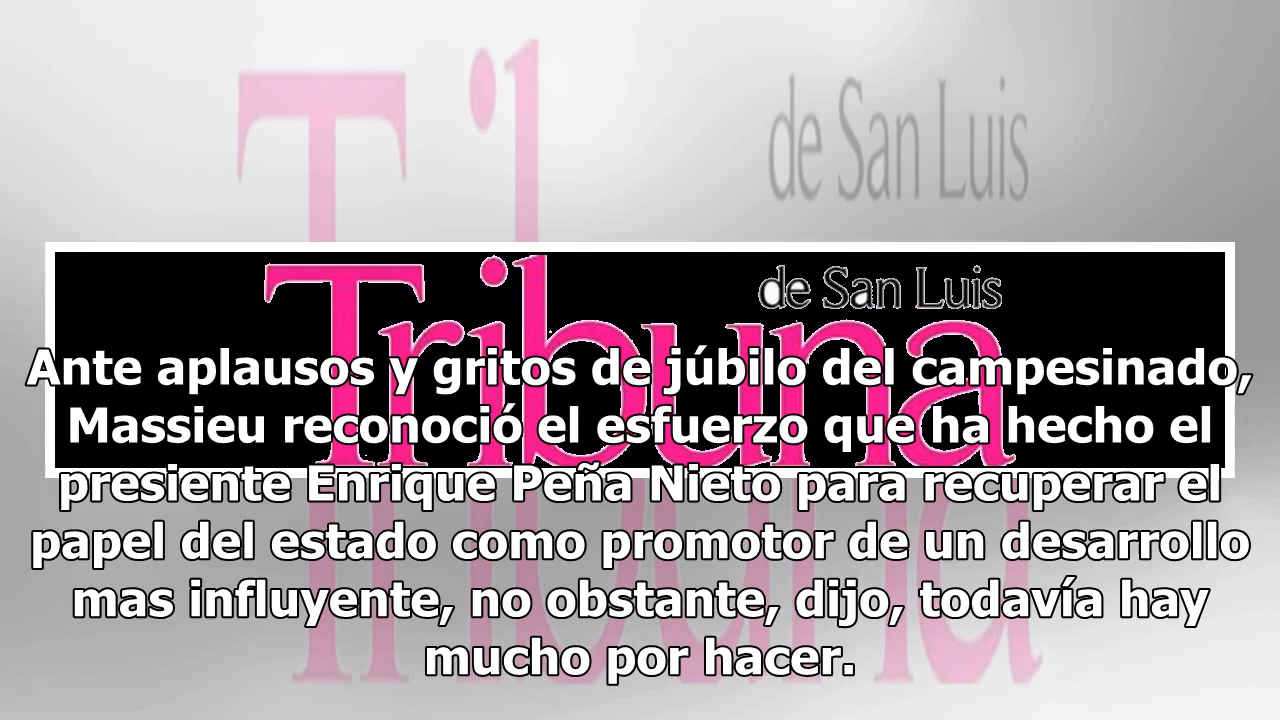 Tribuna
de San Luis
Tribuna
de San Luis
Ante aplausos y gritos de júbilo del campesinado,
Massieu reconoció el esfuerzo que ha hecho el
presiente Enrique Peña Nieto para recuperar el
papel del estado como promotor de un desarrollo
mas influyente, no obstante, dijo, todavía hay
mucho por hacer.